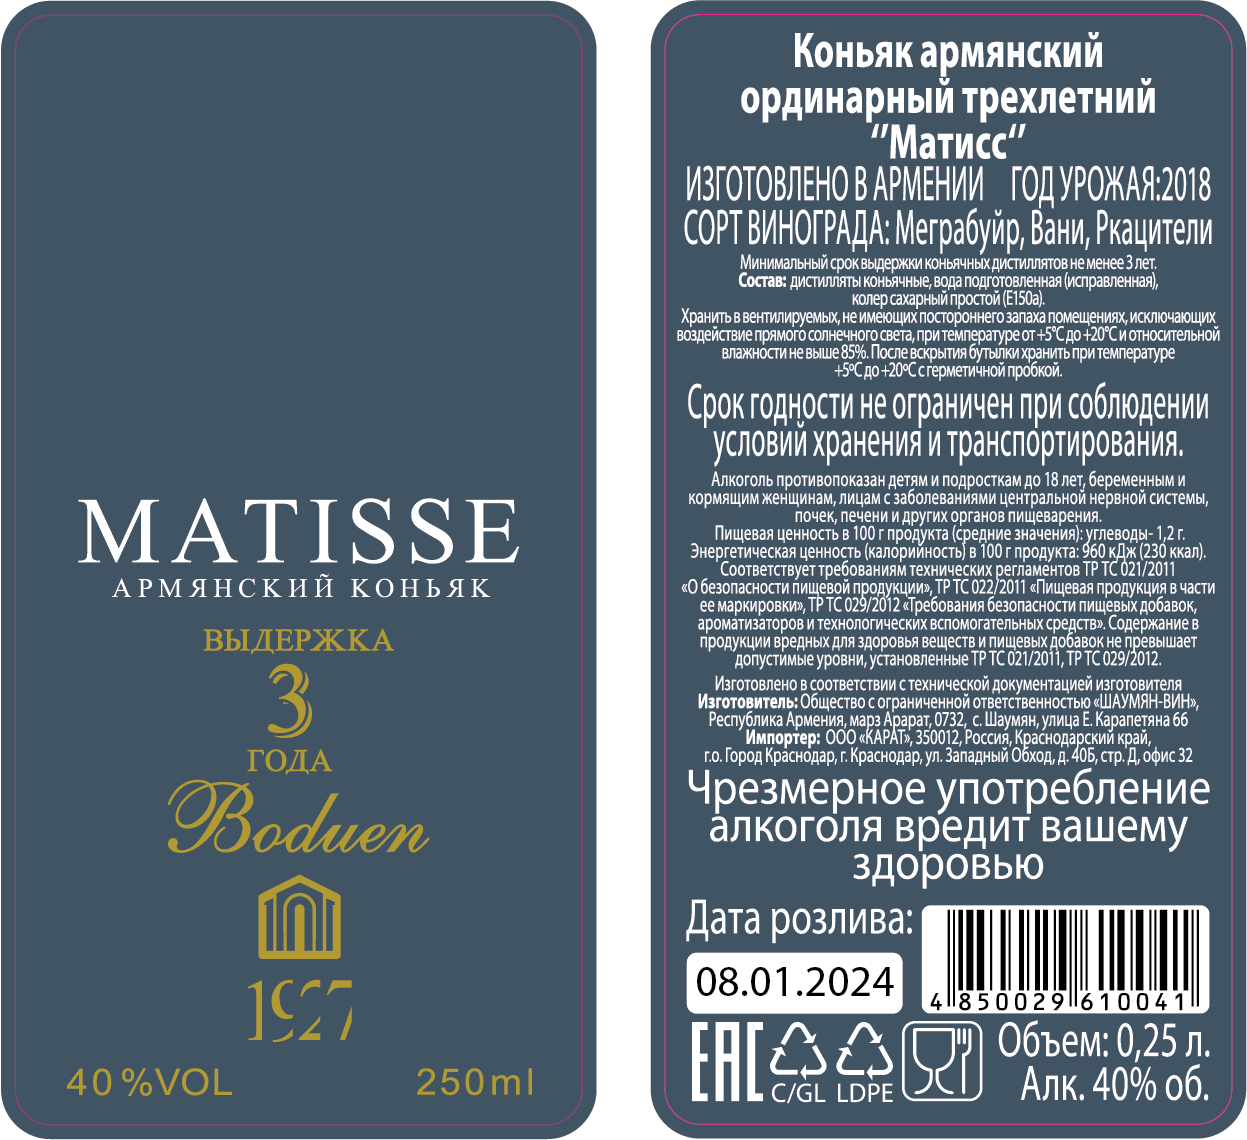 MATISSE
АРМЯНСКИЙ КОНЬЯК
ВЫДЕРЖКА
3
ГОДА
Boduen
1927
40 %VOL 250ml
Коньяк армянский
ординарный трехлетний
“Матисс“
ИЗГОТОВЛЕНО В АРМЕНИИ ГОД УРОЖАЯ:2018
СОРТ ВИНОГРАДА: Меграбуйр, Вани, Ркацители
Минимальный срок выдержки коньячных дистиллятов не менее 3 лет.
Состав: дистилляты коньячные, вода подготовленная (исправленная),
колер сахарный простой (Е150а).
Хранить в вентилируемых, не имеющих постороннего запаха помещениях, исключающих
воздействие прямого солнечного света, при температуре от +5°С до +20°С и относительной
влажности не выше 85%. После вскрытия бутылки хранить при температуре
+5ºС до +20ºС с герметичной пробкой.
Срок годности не ограничен при соблюдении
условий хранения и транспортирования.
Алкоголь противопоказан детям и подросткам до 18 лет, беременным и
кормящим женщинам, лицам с заболеваниями центральной нервной системы,
почек, печени и других органов пищеварения.
Пищевая ценность в 100 г продукта (средние значения): углеводы- 1,2 г.
Энергетическая ценность (калорийность) в 100 г продукта: 960 кДж (230 ккал).
Соответствует требованиям технических регламентов ТР ТС 021/2011
«О безопасности пищевой продукции», ТР ТС 022/2011 «Пищевая продукция в части
ее маркировки», ТР ТС 029/2012 «Требования безопасности пищевых добавок,
ароматизаторов и технологических вспомогательных средств». Содержание в
продукции вредных для здоровья веществ и пищевых добавок не превышает
допустимые уровни, установленные ТР ТС 021/2011, ТР ТС 029/2012.
Изготовлено в соответствии с технической документацией изготовителя
Изготовитель: Общество с ограниченной ответственностью «ШАУМЯН-ВИН»,
Республика Армения, марз Арарат, 0732, с. Шаумян, улица Е. Карапетяна 66
Импортер: ООО «КАРАТ», 350012, Россия, Краснодарский край,
г.о. Город Краснодар, г. Краснодар, ул. Западный Обход, д. 40Б, стр. Д, офис 32
Чрезмерное употребление
алкоголя вредит вашему
здоровью
Дата розлива:
08.01.2024
4 850029 610041
EAC
C/GL LDPE
Объем: 0,25 л.
Алк. 40% об.